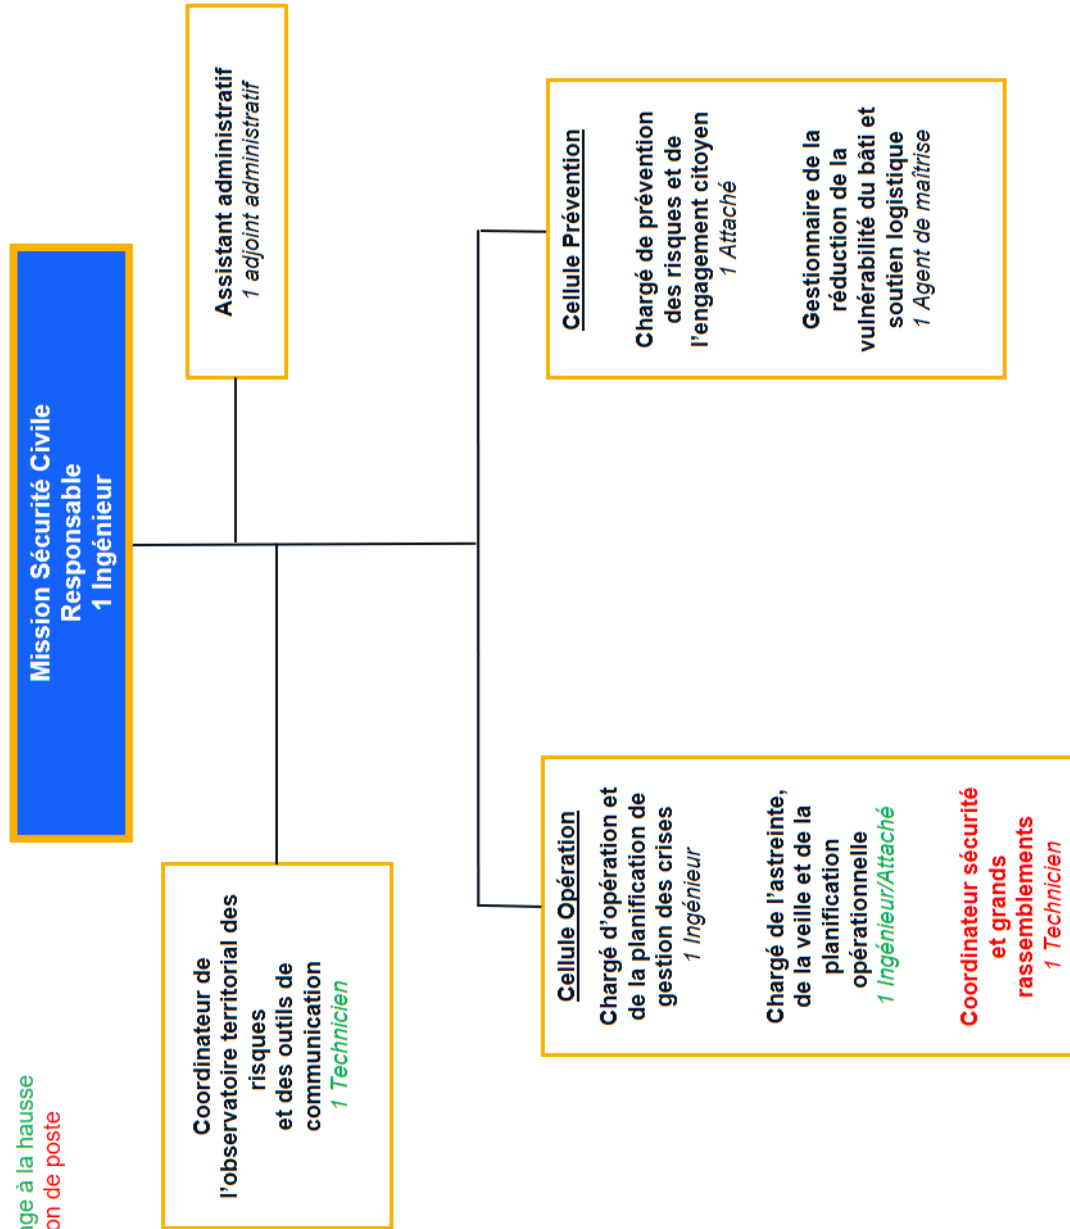 à la hausse
de poste
Mission Sécurité Civile
Responsable
1 Ingénieur
Assistant administratif
1 adjoint administratif
Coordinateur de
l'observatoire territorial des
risques
et des outils de
communication
1 Technicien
Cellule Opération
Chargé d'opération et
de la planification de
gestion des crises
1 Ingénieur
Chargé de l'astreinte,
de la veille et de la
planification
opérationnelle
1 Ingénieur/Attaché
Coordinateur sécurité
et grands
rassemblements
1 Technicien
Cellule Prévention
Chargé de prévention
des risques et de
l'engagement citoyen
1 Attaché
Gestionnaire de la
réduction de la
vulnérabilité du bâti et
soutien logistique
1 Agent de maîtrise